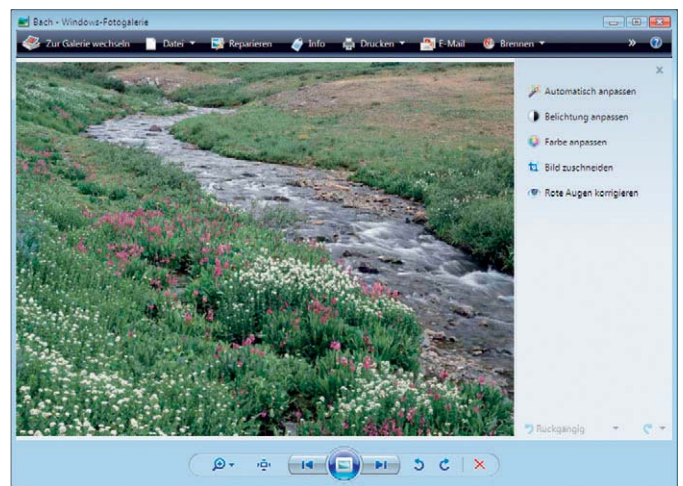 Bach - Windows-Fotogalerie
Zur Galerie wechseln Datei Reparieren Info Drucken E-Mail Brennen » ?
Automatisch anpassen
Belichtung anpassen
Farbe anpassen
Bild zuschneiden
Rote Augen korrigieren
Rückgängig